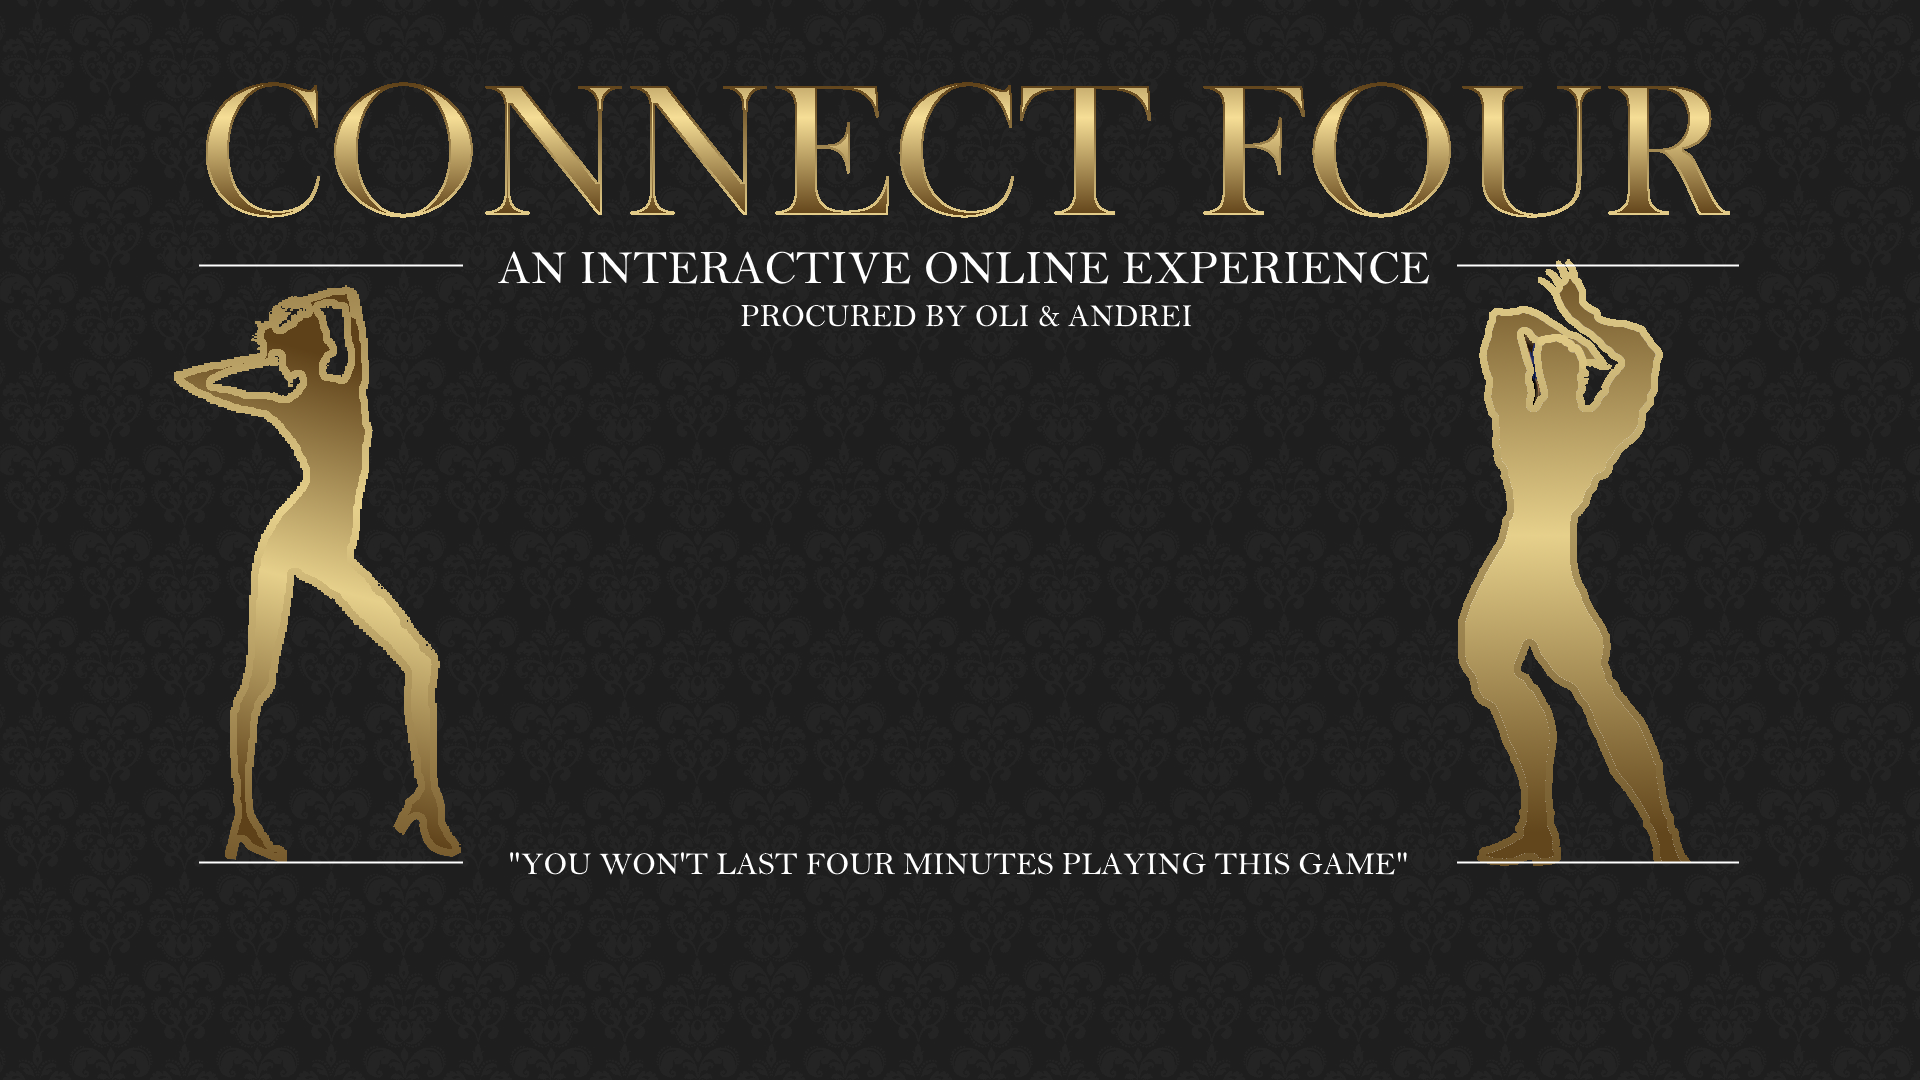 CONNECT FOUR
AN INTERACTIVE ONLINE EXPERIENCE
PROCURED BY OLI & ANDREI
"YOU WON'T LAST FOUR MINUTES PLAYING THIS GAME"